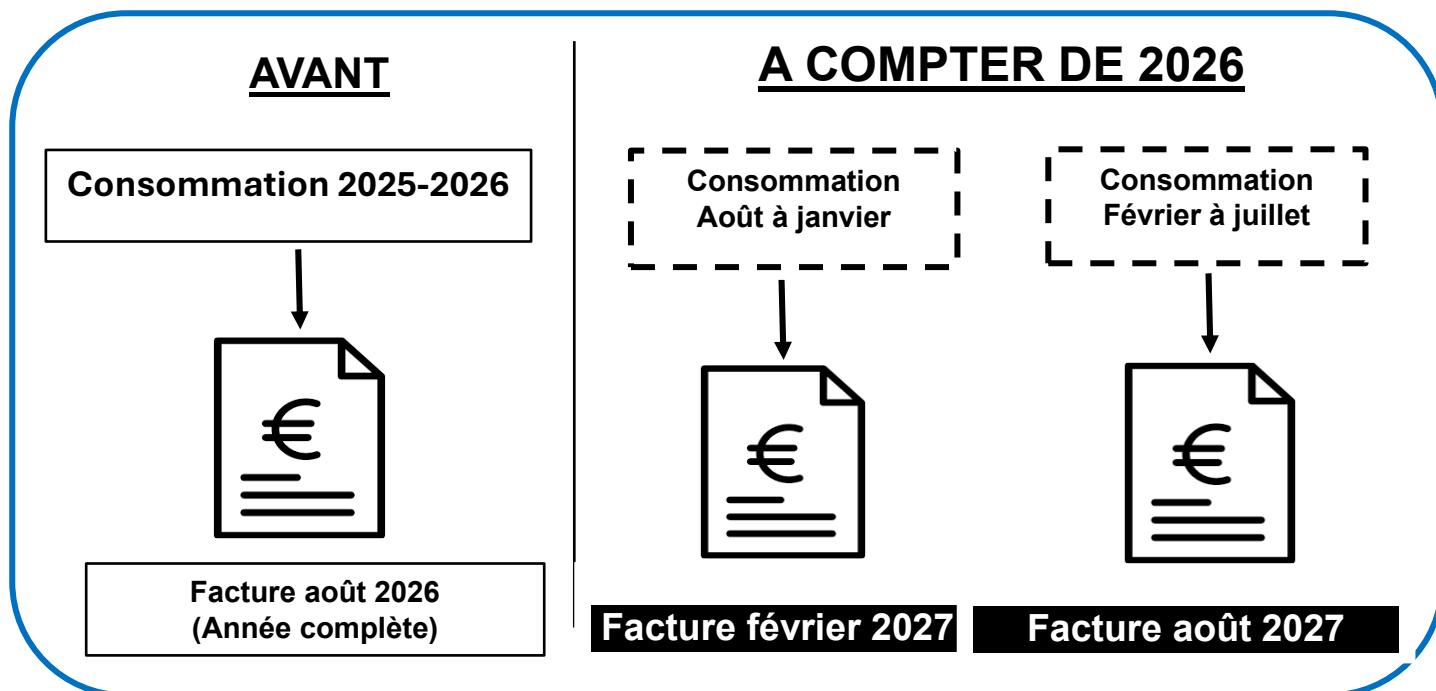 AVANT
Consommation 2025-2026
€
Facture août 2026
(Année complète)
A COMPTER DE 2026
Consommation
Août à janvier
€
Facture février 2027
Consommation
Février à juillet
€
Facture août 2027